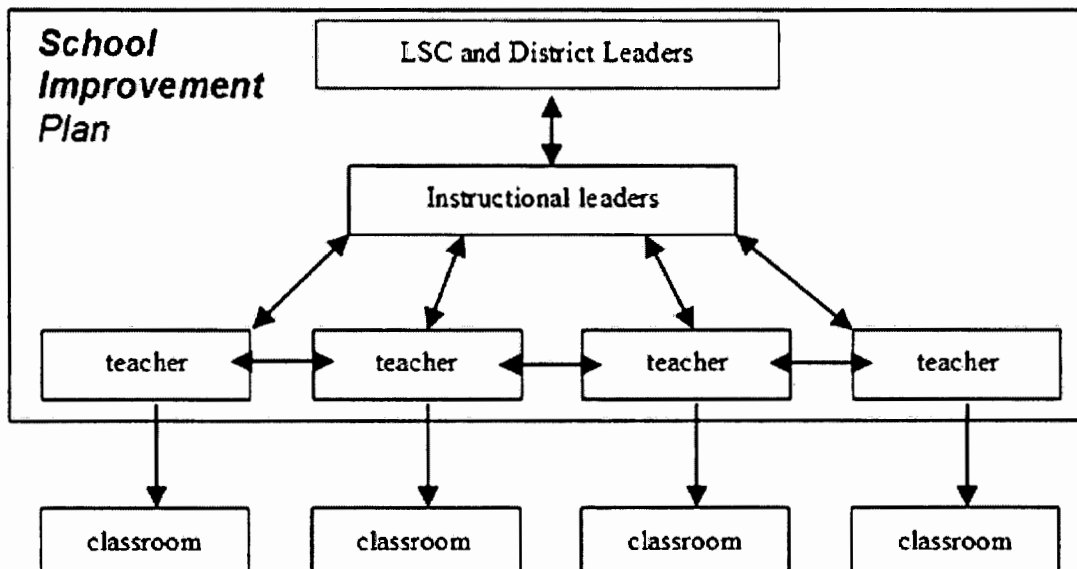 School
Improvement
Plan
LSC and District Leaders
Instructional leaders
teacher
teacher
teacher
teacher
classroom
classroom
classroom
classroom